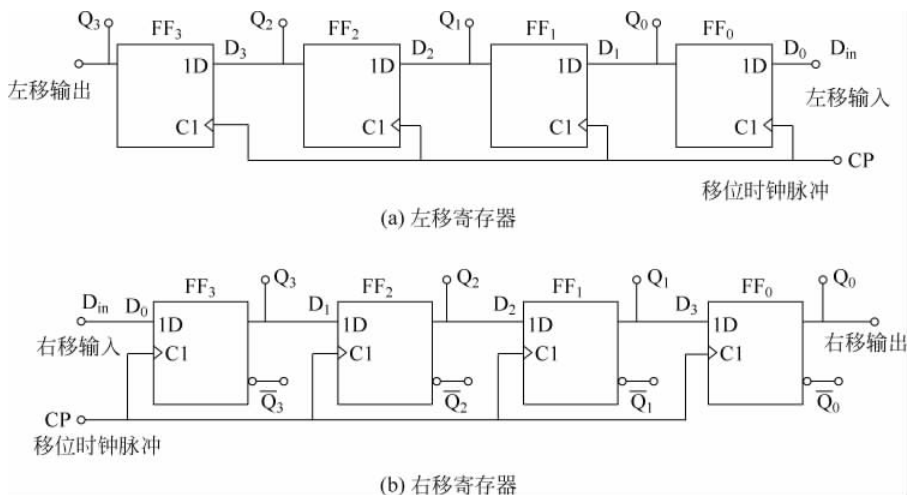 Q₃ FF₃ Q₂ FF₂ Q₁ FF₁ Q₀ FF₀
D₃ D₂ D₁ D₀ D_in
1D 1D 1D 1D
左移输出 左移输入
C1 C1 C1 C1
CP
移位时钟脉冲
(a) 左移寄存器
FF₃ Q₃ FF₂ Q₂ FF₁ Q₁ FF₀ Q₀
D_in D₀ D₁ D₂ D₃
1D 1D 1D 1D
右移输入 C1 C1 C1 C1 右移输出
Q̅₃ Q̅₂ Q̅₁ Q̅₀
CP
移位时钟脉冲
(b) 右移寄存器